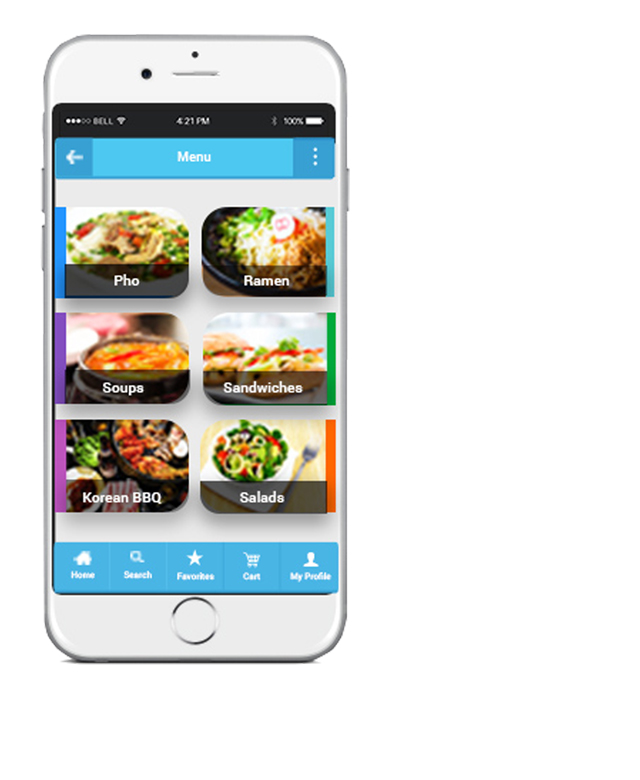 BELL 4:21 PM 100%
Menu
Pho Ramen
Soups Sandwiches
Korean BBQ Salads
Home Search Favorites Cart My Profile